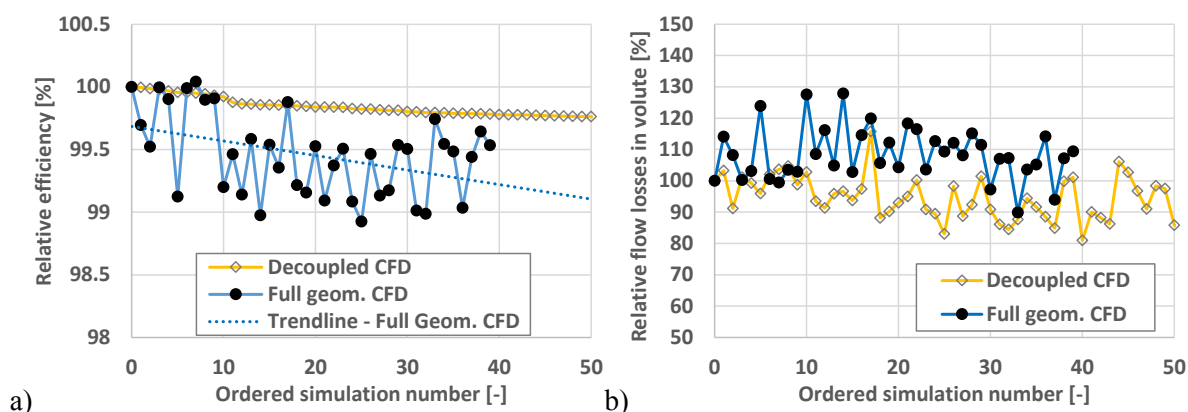 100.5
100
99.5
99
98.5
98
Relative efficiency [%]
0 10 20 30 40 50
Ordered simulation number [-]
Decoupled CFD
Full geom. CFD
Trendline - Full Geom. CFD
a)
150
140
130
120
110
100
90
80
70
60
50
Relative flow losses in volute [%]
0 10 20 30 40 50
Ordered simulation number [-]
Decoupled CFD
Full geom. CFD
b)